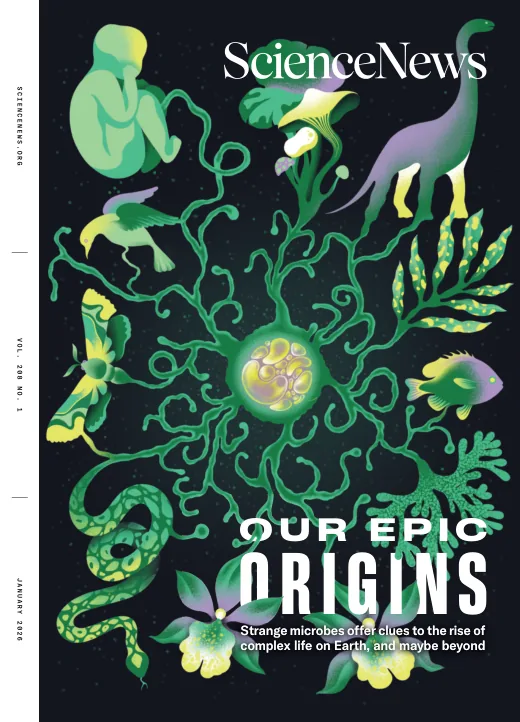 ScienceNews
SCIENCENEWS.ORG
VOL. 208 NO. 1
JANUARY 2026
OUR EPIC
ORIGINS
Strange microbes offer clues to the rise of
complex life on Earth, and maybe beyond